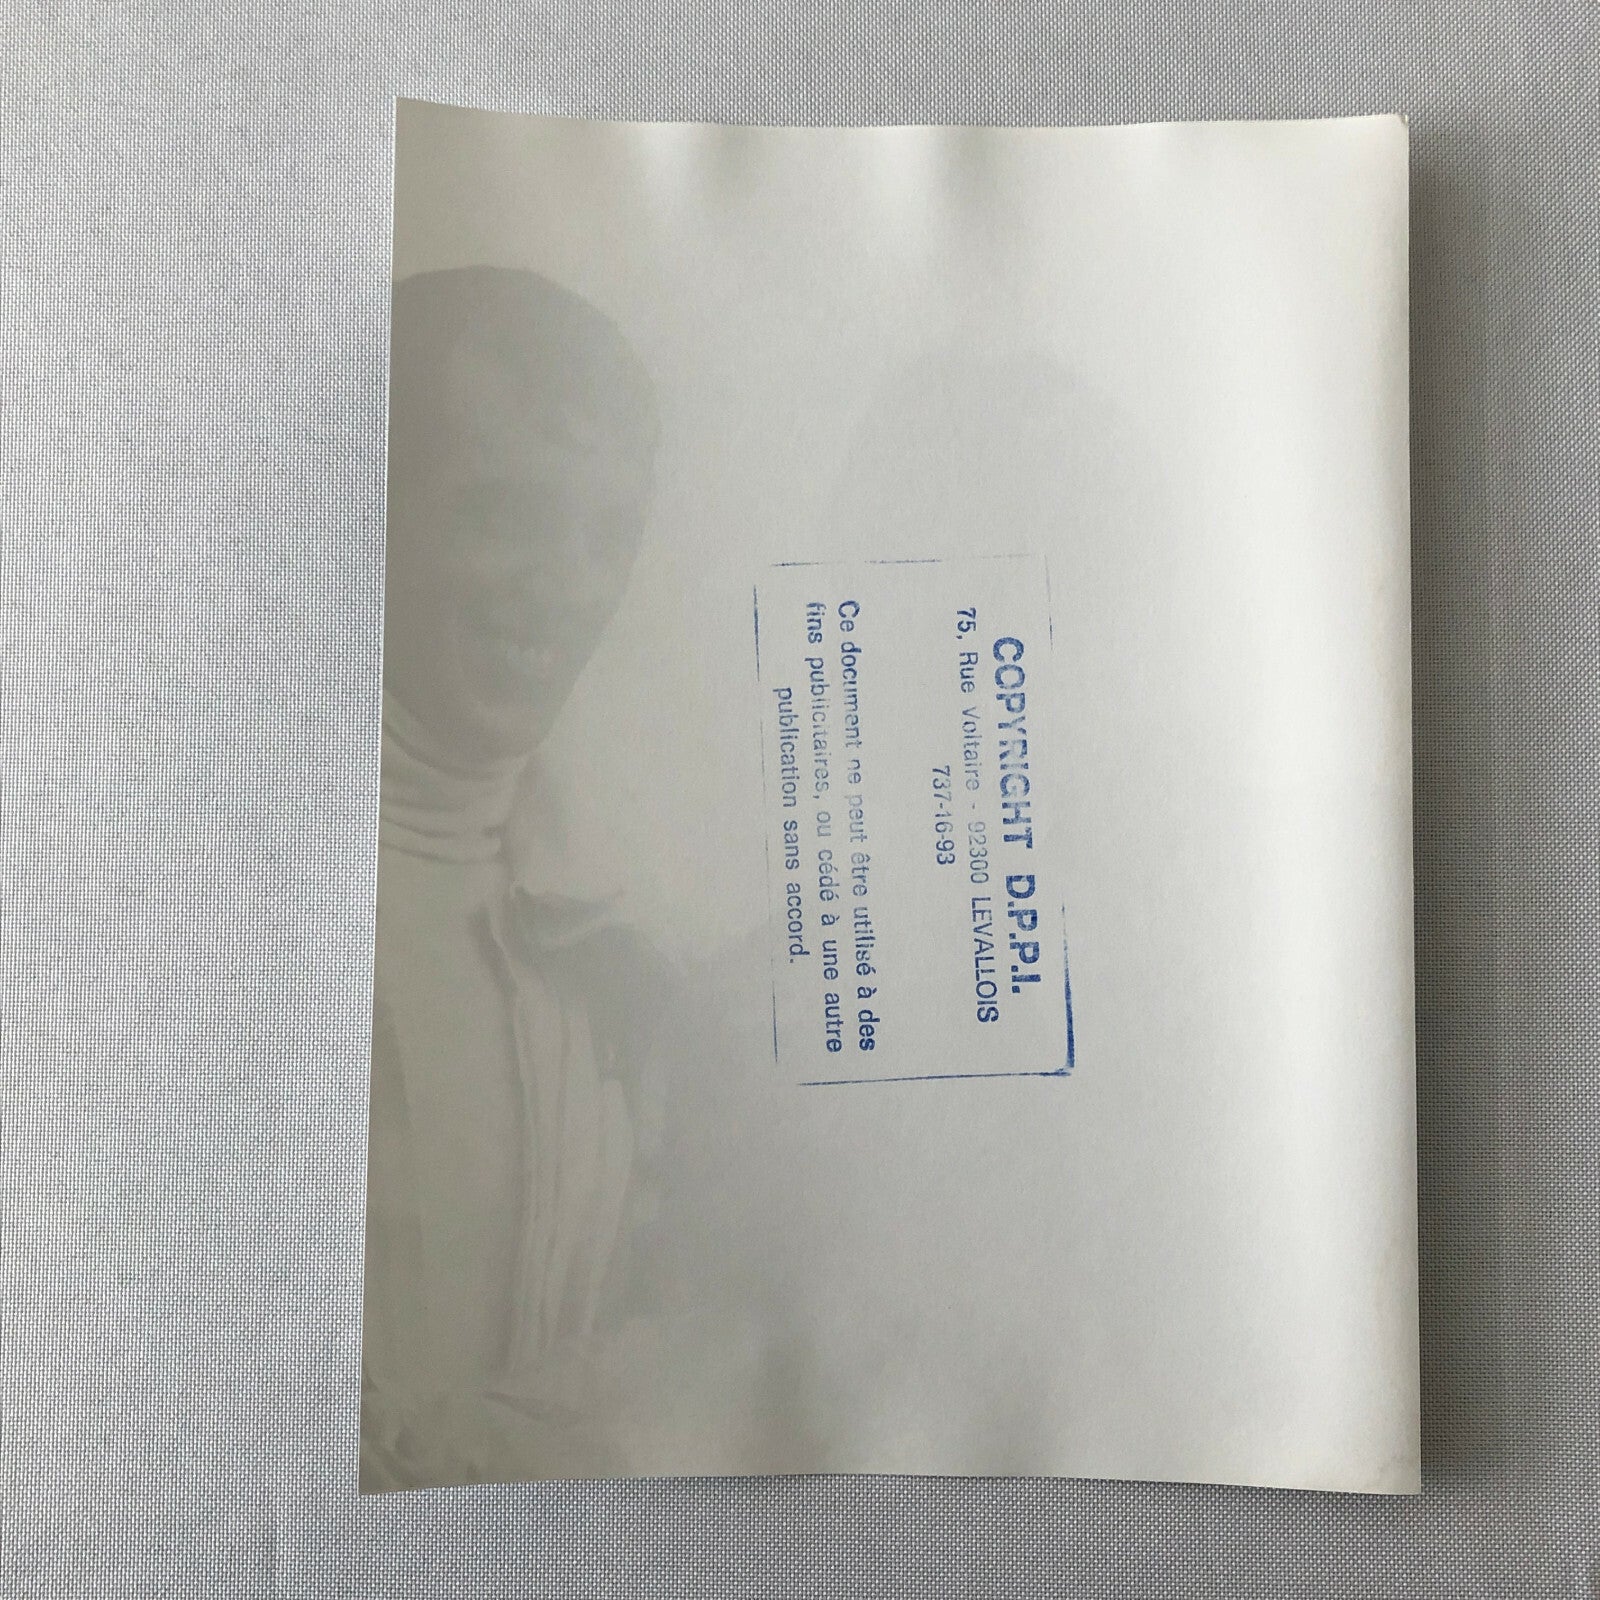 COPYRIGHT D.P.P.I.
75, Rue Voltaire - 92300 LEVALLOIS
737-16-93
Ce document ne peut être utilisé à des
fins publicitaires, ou cédé à une autre
publication sans accord.